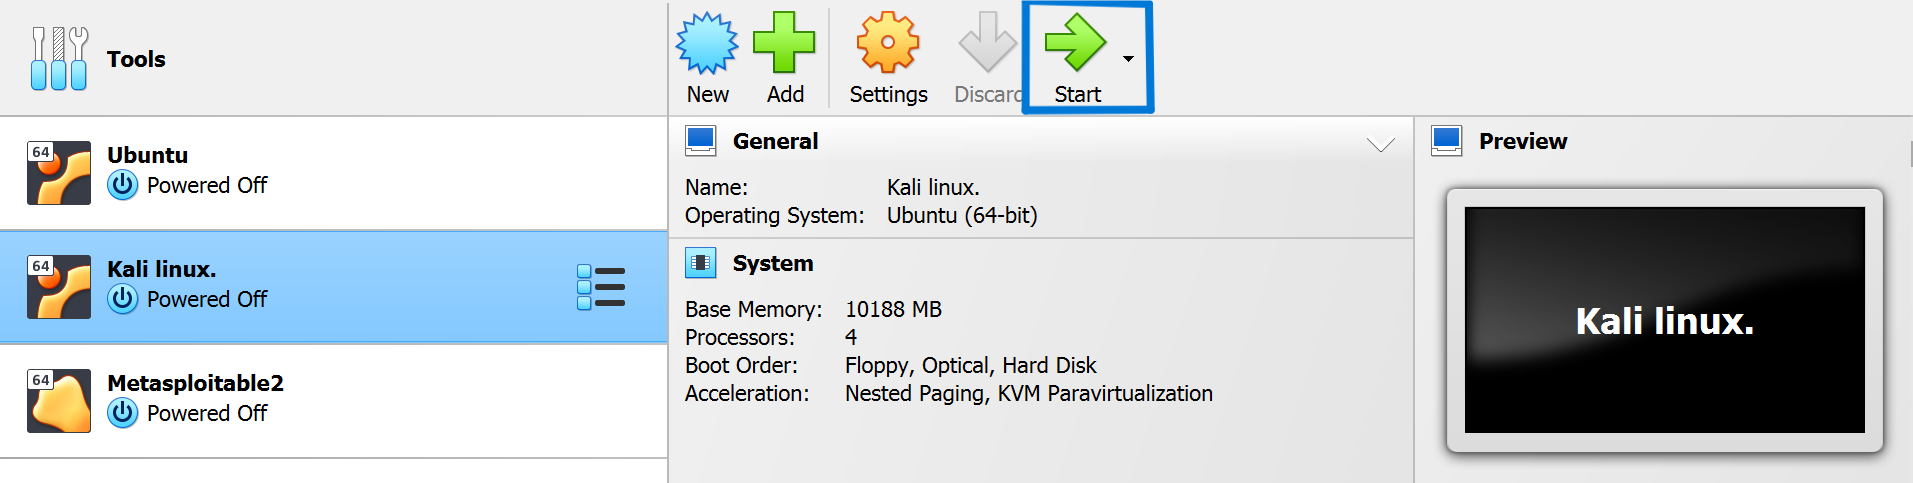 Tools
New Add Settings Discard Start
64 Ubuntu
Powered Off
64 Kali linux.
Powered Off
64 Metasploitable2
Powered Off
General
Name: Kali linux.
Operating System: Ubuntu (64-bit)
System
Base Memory: 10188 MB
Processors: 4
Boot Order: Floppy, Optical, Hard Disk
Acceleration: Nested Paging, KVM Paravirtualization
Preview
Kali linux.